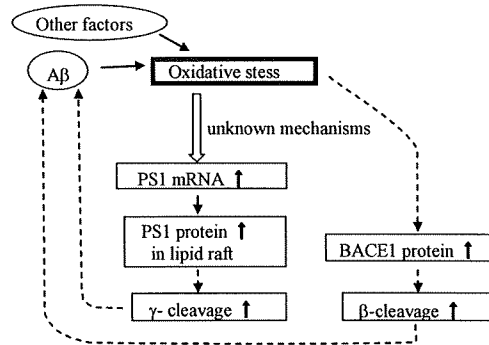 Other factors
Aβ
Oxidative stess
unknown mechanisms
PS1 mRNA ↑
PS1 protein ↑
in lipid raft
BACE1 protein ↑
γ- cleavage ↑
β-cleavage ↑